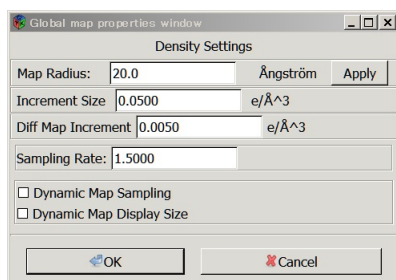 Global map properties window
Density Settings
Map Radius: 20.0 Ångström Apply
Increment Size 0.0500 e/Å^3
Diff Map Increment 0.0050 e/Å^3
Sampling Rate: 1.5000
Dynamic Map Sampling
Dynamic Map Display Size
OK Cancel